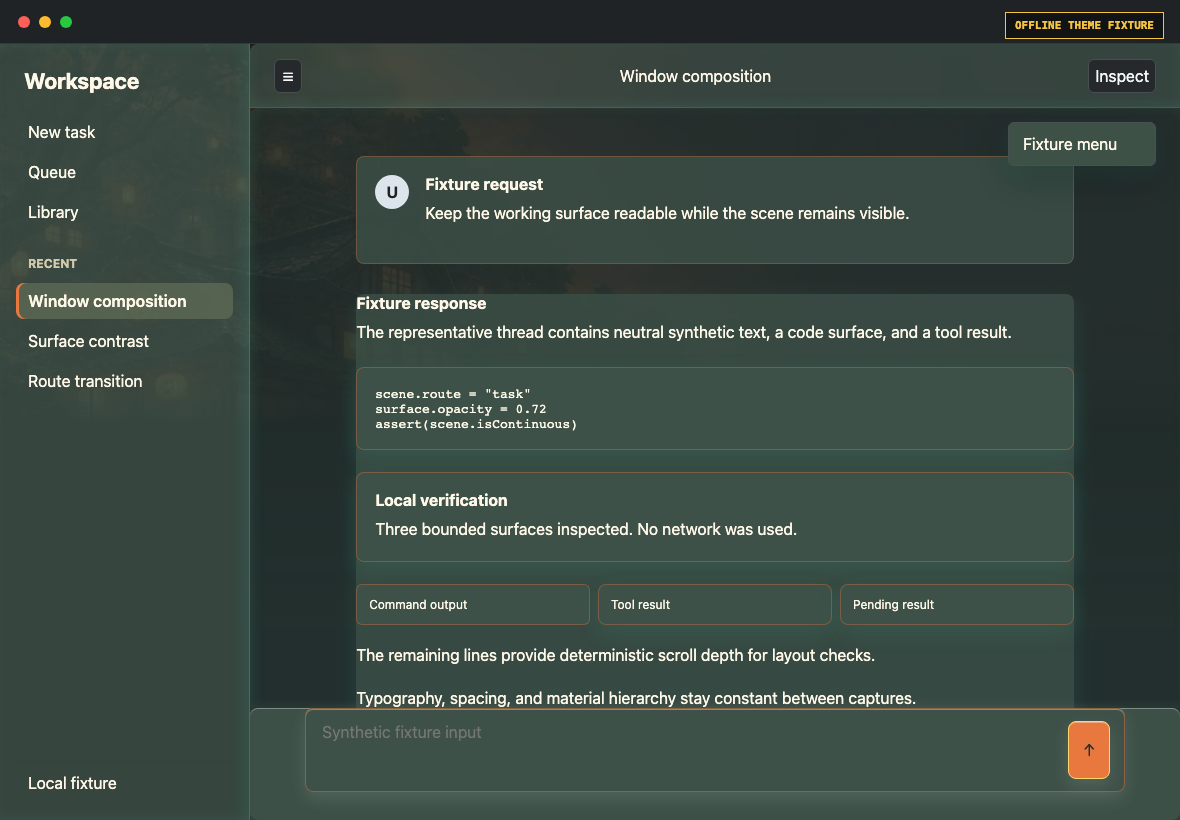 OFFLINE THEME FIXTURE
Workspace
New task
Queue
Library
RECENT
Window composition
Surface contrast
Route transition
Local fixture
Window composition
Inspect
Fixture menu
U
Fixture request
Keep the working surface readable while the scene remains visible.
Fixture response
The representative thread contains neutral synthetic text, a code surface, and a tool result.
scene.route = "task"
surface.opacity = 0.72
assert(scene.isContinuous)
Local verification
Three bounded surfaces inspected. No network was used.
Command output
Tool result
Pending result
The remaining lines provide deterministic scroll depth for layout checks.
Typography, spacing, and material hierarchy stay constant between captures.
Synthetic fixture input